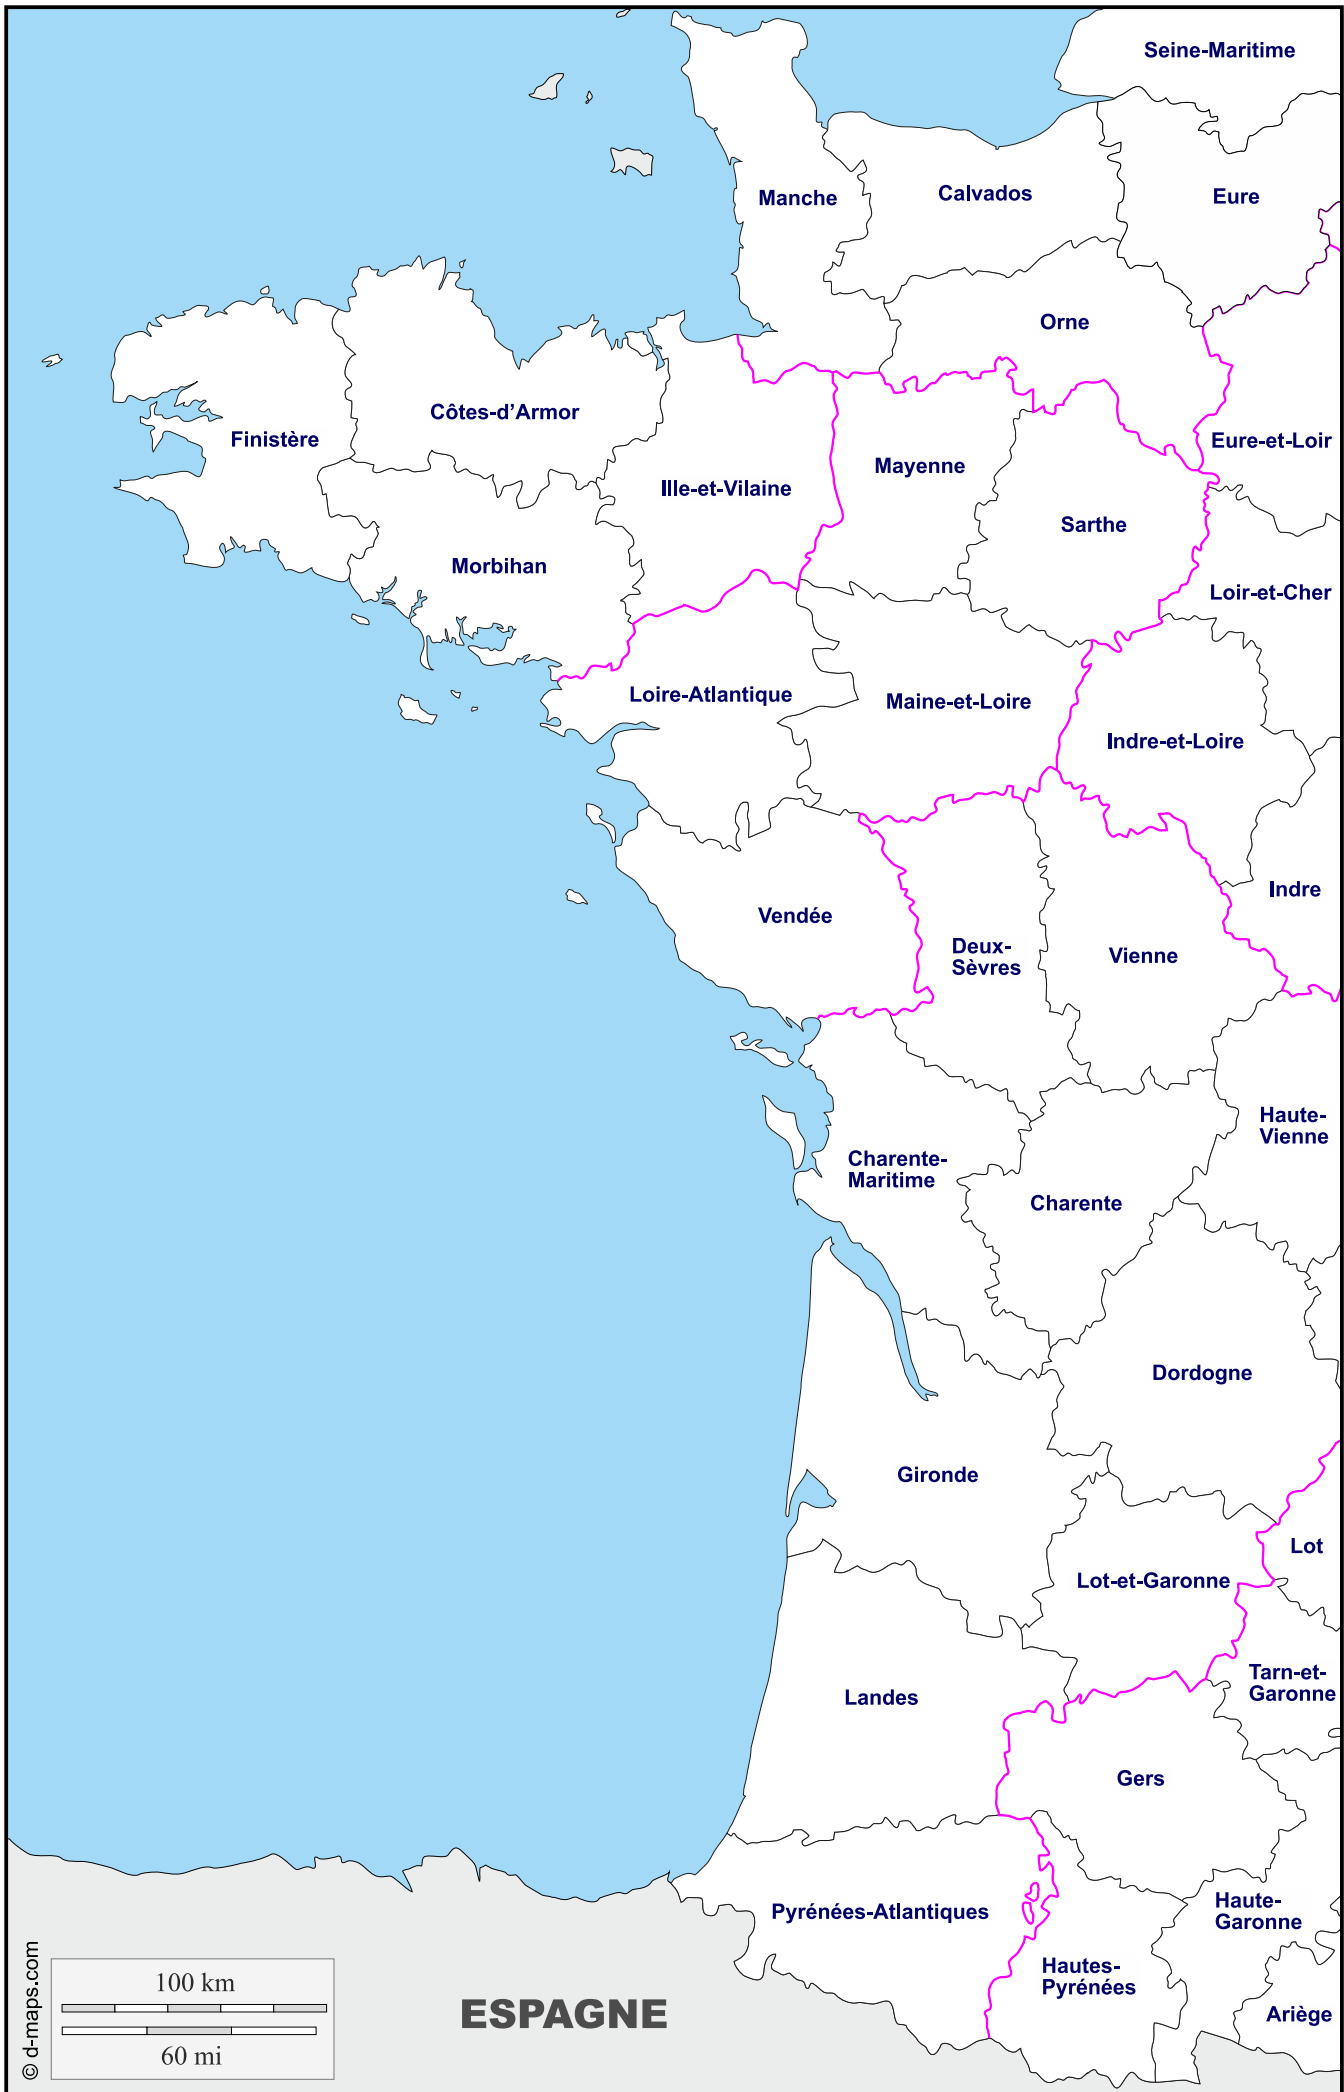 Seine-Maritime
Manche
Calvados
Eure
Orne
Côtes-d'Armor
Finistère
Eure-et-Loir
Mayenne
Ille-et-Vilaine
Sarthe
Morbihan
Loir-et-Cher
Loire-Atlantique
Maine-et-Loire
Indre-et-Loire
Indre
Vendée
Deux-
Sèvres
Vienne
Haute-
Vienne
Charente-
Maritime
Charente
Dordogne
Gironde
Lot
Lot-et-Garonne
Tarn-et-
Garonne
Landes
Gers
Pyrénées-Atlantiques
Haute-
Garonne
Hautes-
Pyrénées
Ariège
ESPAGNE
100 km
60 mi
© d-maps.com